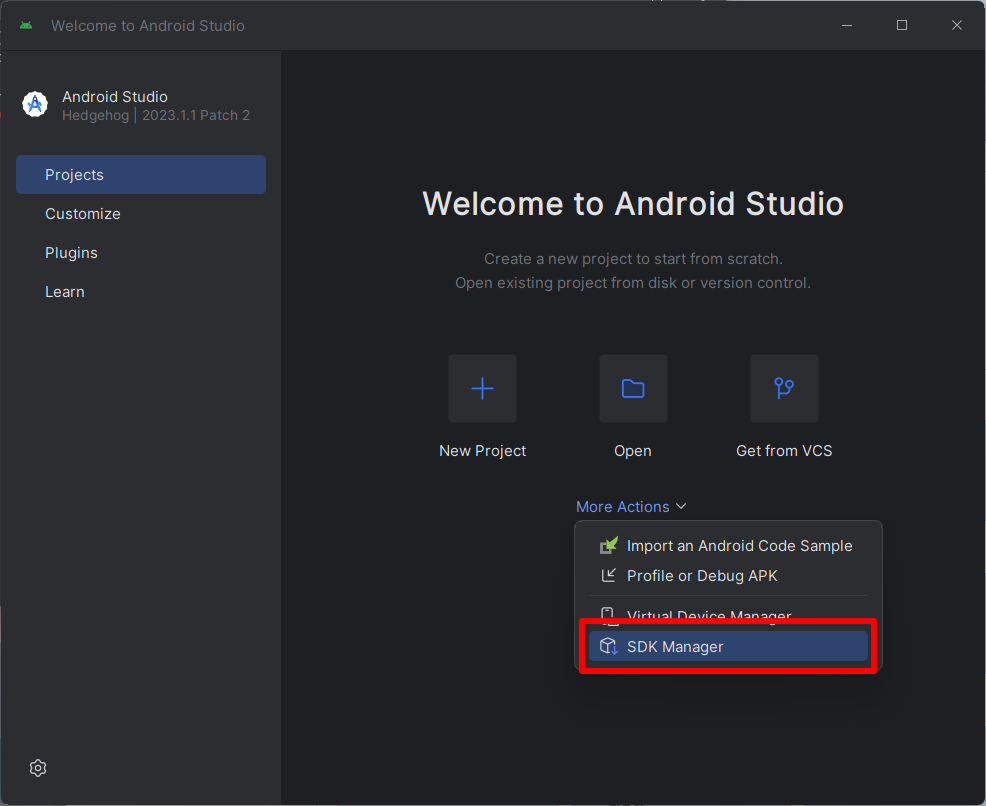 Welcome to Android Studio
Android Studio
Hedgehog | 2023.1.1 Patch 2
Projects
Customize
Plugins
Learn
Welcome to Android Studio
Create a new project to start from scratch.
Open existing project from disk or version control.
New Project
Open
Get from VCS
More Actions
Import an Android Code Sample
Profile or Debug APK
Virtual Device Manager
SDK Manager